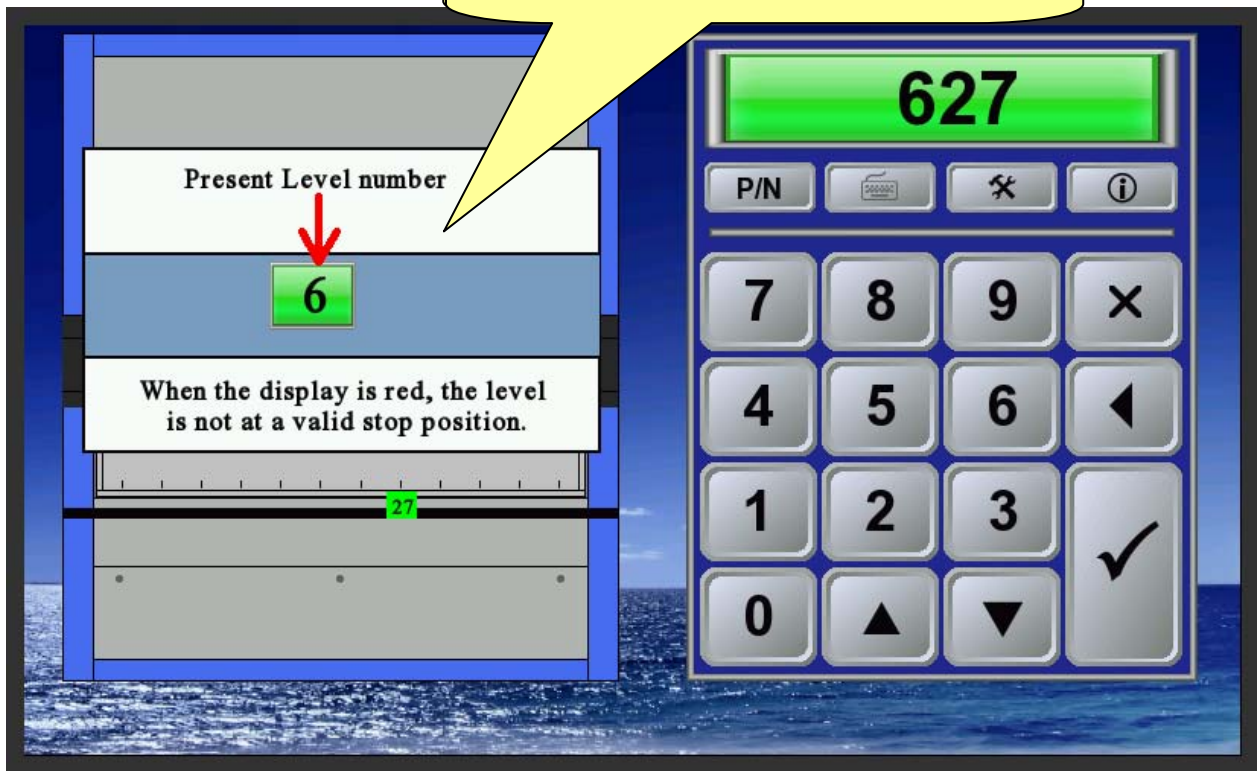 Present Level number
6
When the display is red, the level
is not at a valid stop position.
27
627
P/N
7 8 9
4 5 6
1 2 3
0